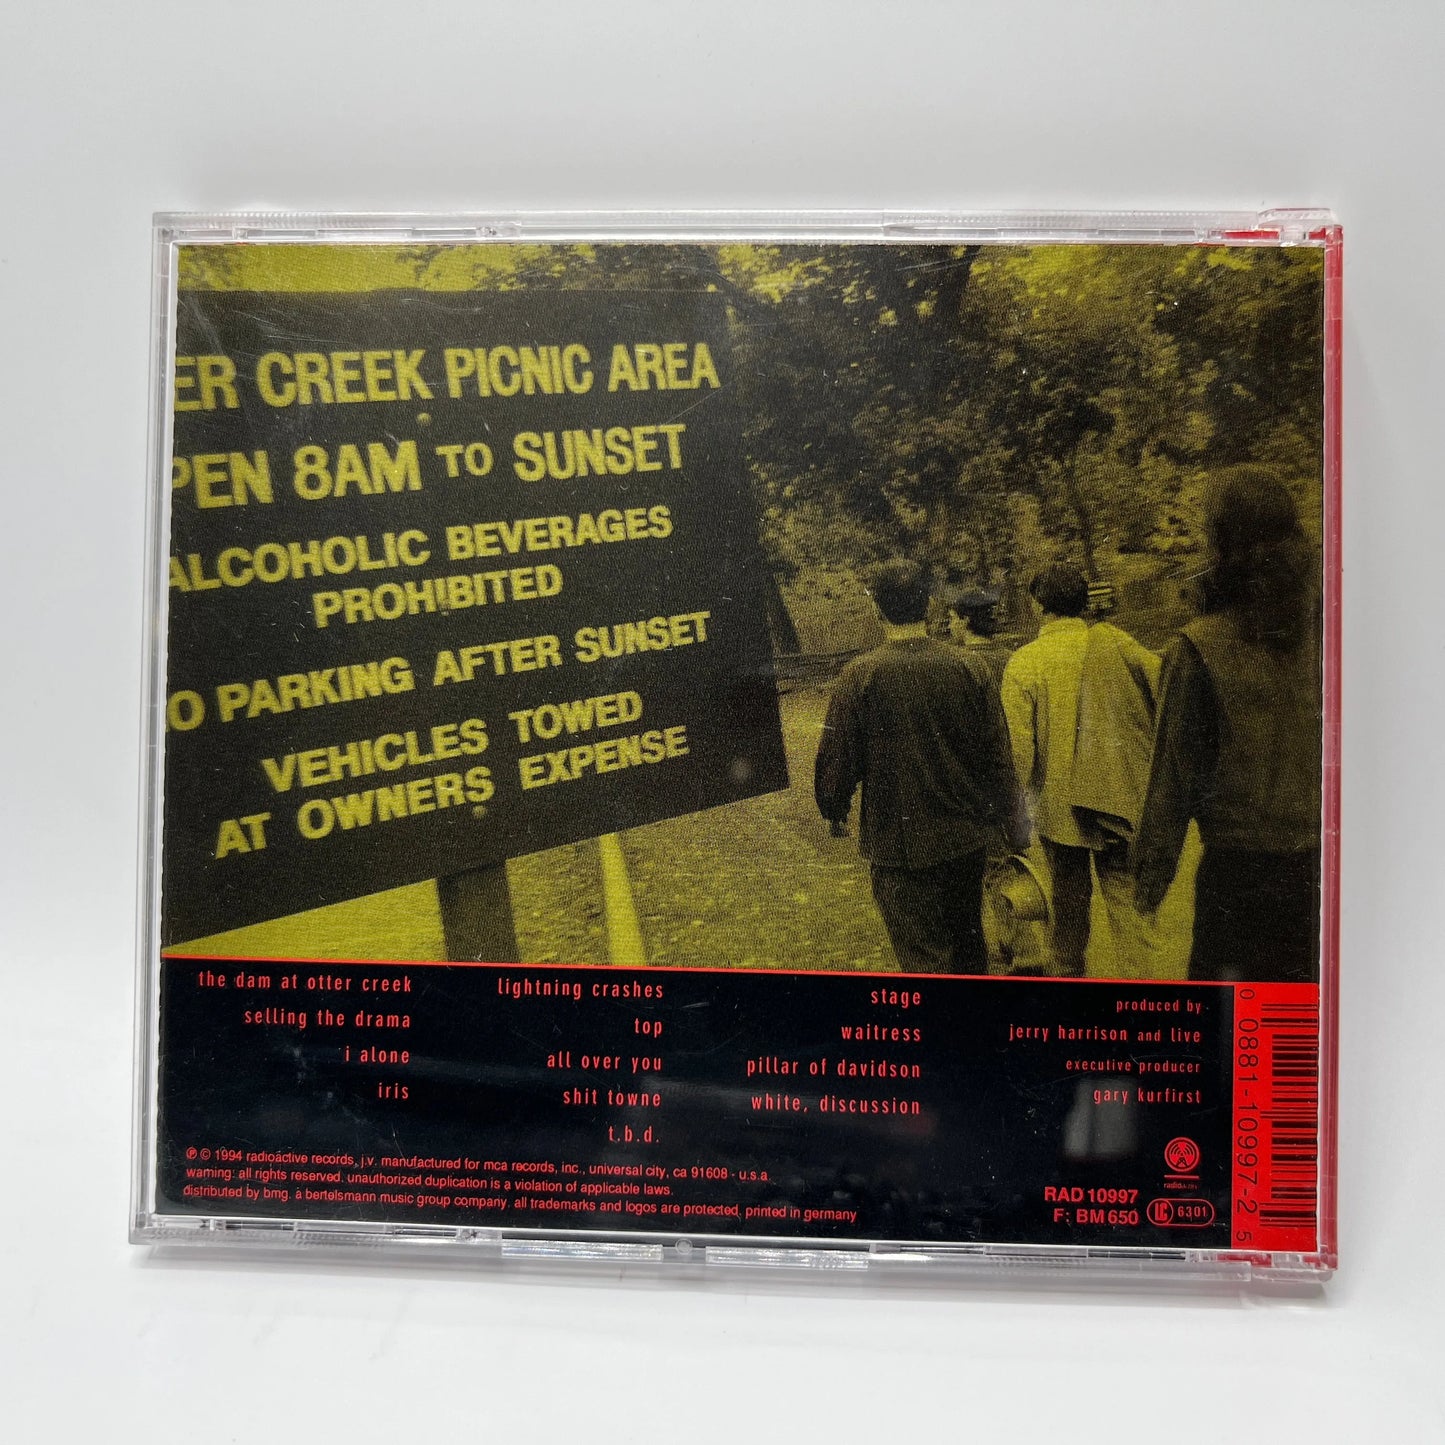 ER CREEK PICNIC AREA
PEN 8AM TO SUNSET
ALCOHOLIC BEVERAGES
PROHIBITED
O PARKING AFTER SUNSET
VEHICLES TOWED
AT OWNERS EXPENSE
the dam at otter creek
selling the drama
i alone
iris
lightning crashes
top
all over you
shit towne
t.b.d.
stage
waitress
pillar of davidson
white, discussion
produced by
jerry harrison and live
executive producer
gary kurfirst
℗ © 1994 radioactive records, j.v. manufactured for mca records, inc., universal city, ca 91608 - u.s.a.
warning: all rights reserved. unauthorized duplication is a violation of applicable laws.
distributed by bmg. a bertelsmann music group company. all trademarks and logos are protected. printed in germany
RAD 10997
F: BM 650
LC 6301
0 0881-10997-2 5